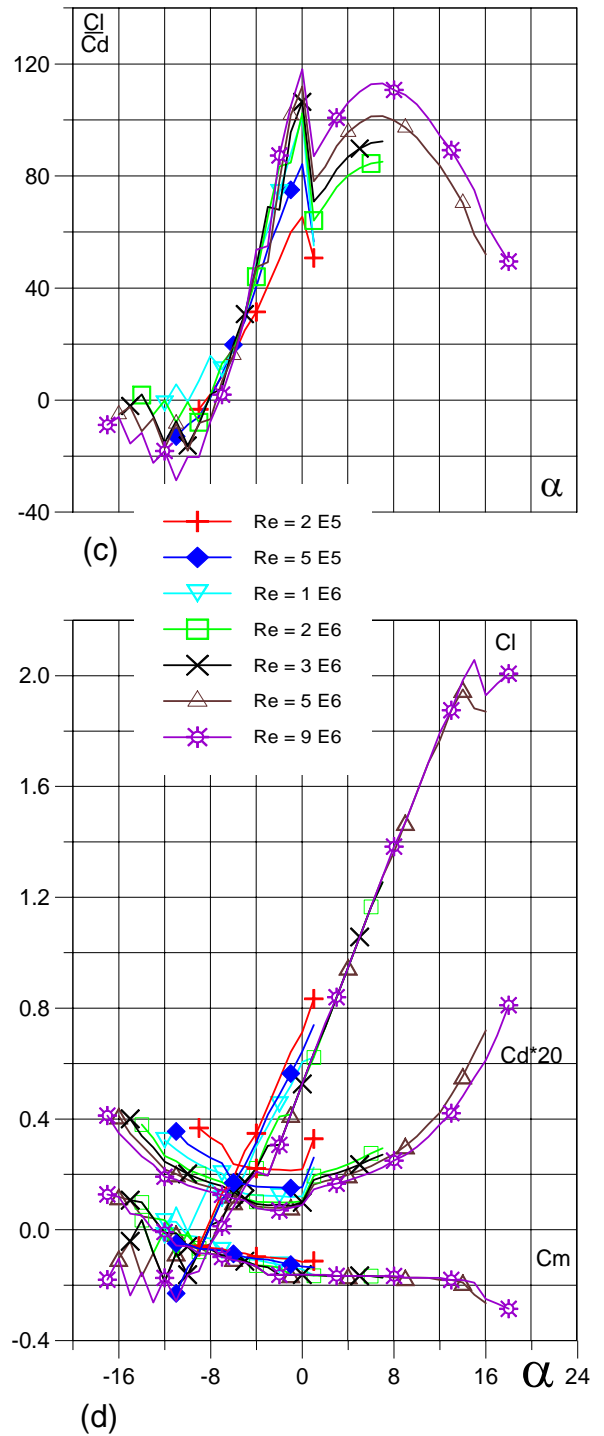 Cl
Cd
120
80
40
0
-40
α
(c)
Re = 2 E5
Re = 5 E5
Re = 1 E6
Re = 2 E6
Re = 3 E6
Re = 5 E6
Re = 9 E6
Cl
2.0
1.6
1.2
0.8
Cd*20
0.4
0.0
Cm
-0.4
-16 -8 0 8 16 24
α
(d)